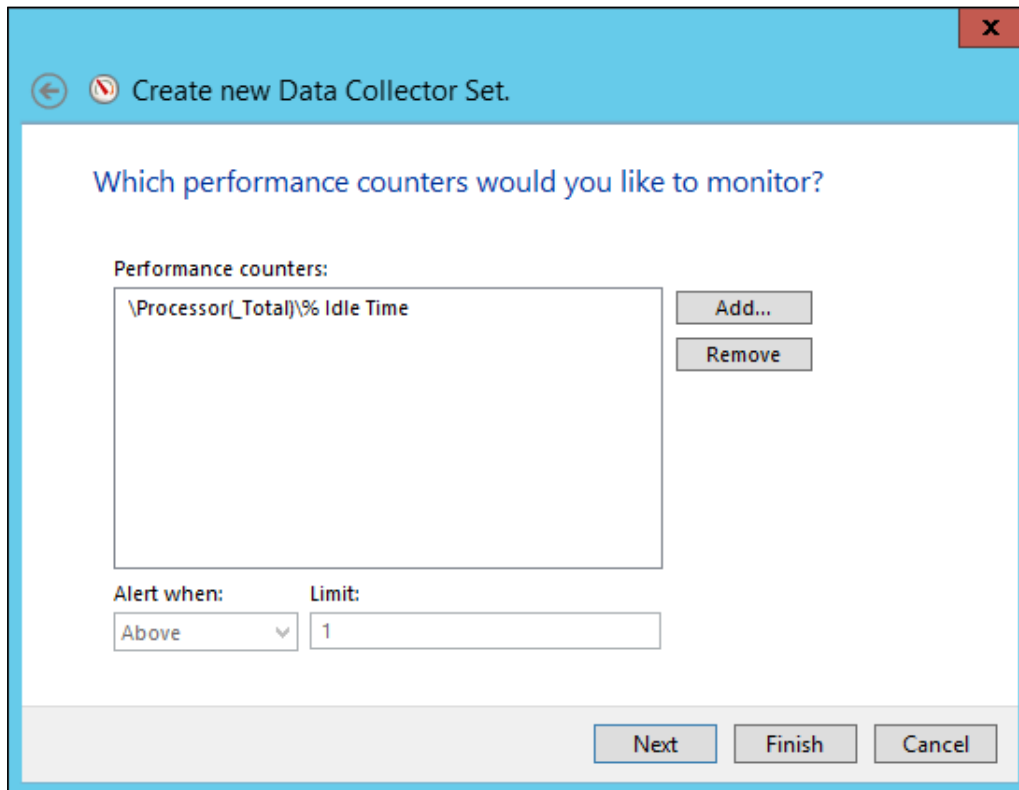 x
Create new Data Collector Set.
Which performance counters would you like to monitor?
Performance counters:
\Processor(_Total)\% Idle Time
Add...
Remove
Alert when:
Limit:
Above
1
Next
Finish
Cancel